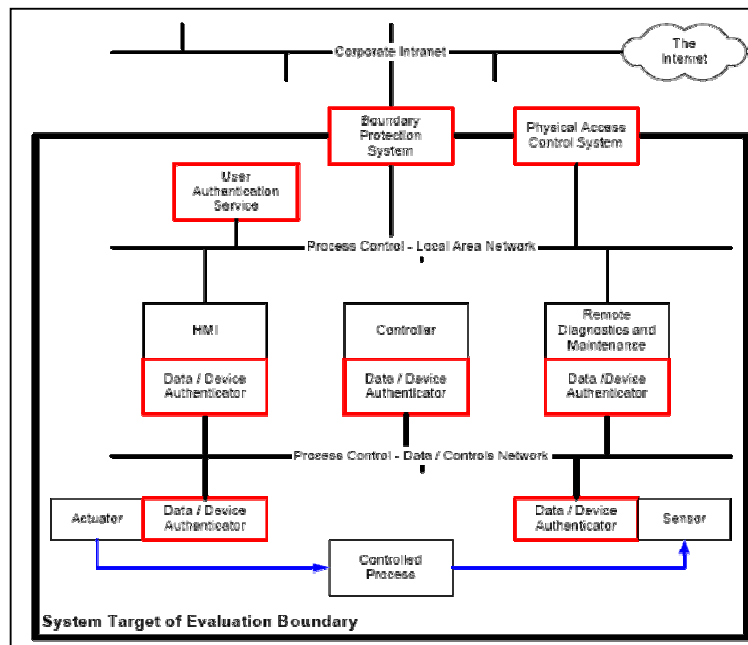 Corporate Intranet
The
Internet
Boundary
Protection
System
Physical Access
Control System
User
Authentication
Service
Process Control - Local Area Network
HMI
Controller
Remote
Diagnostics and
Maintenance
Data / Device
Authenticator
Data / Device
Authenticator
Data /Device
Authenticator
Process Control - Data / Controls Network
Actuator
Data / Device
Authenticator
Data / Device
Authenticator
Sensor
Controlled
Process
System Target of Evaluation Boundary